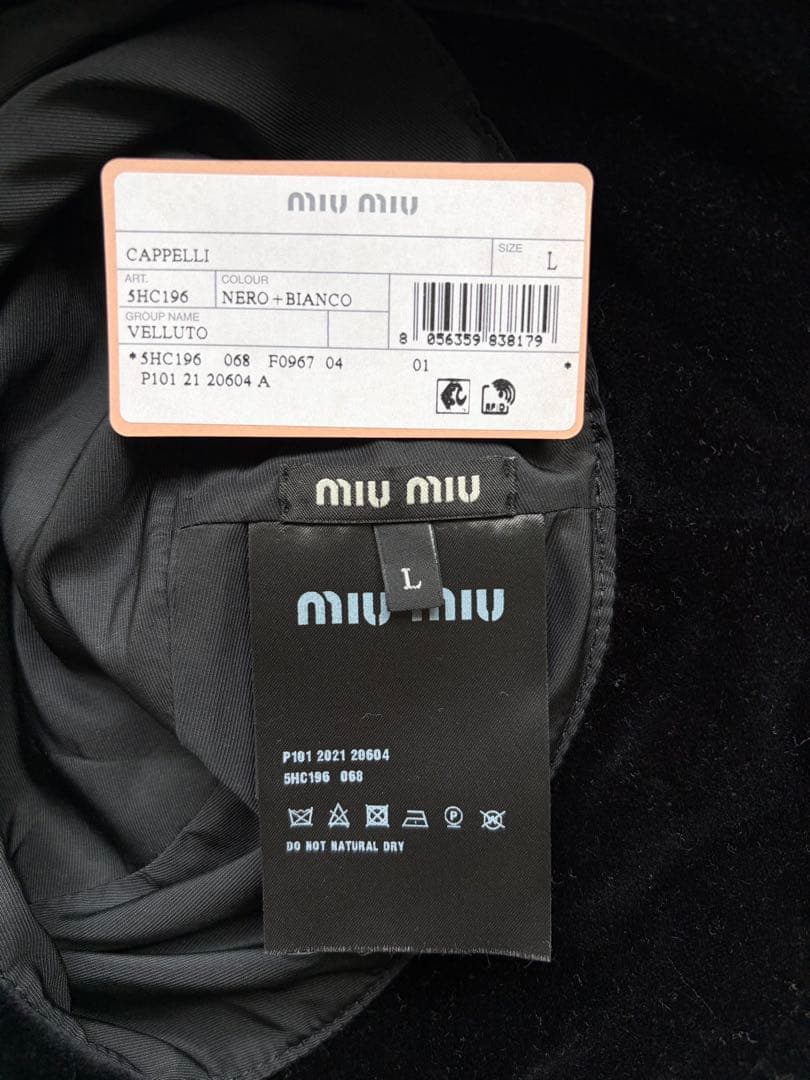 miu miu
CAPPELLI
SIZE
L
ART.
5HC196
COLOUR
NERO+BIANCO
GROUP NAME
VELLUTO
8 056359 838179
*5HC196 068 F0967 04 01 *
P101 21 20604 A
RFID
miu miu
L
miu miu
P101 2021 20604
5HC196 068
P W
DO NOT NATURAL DRY